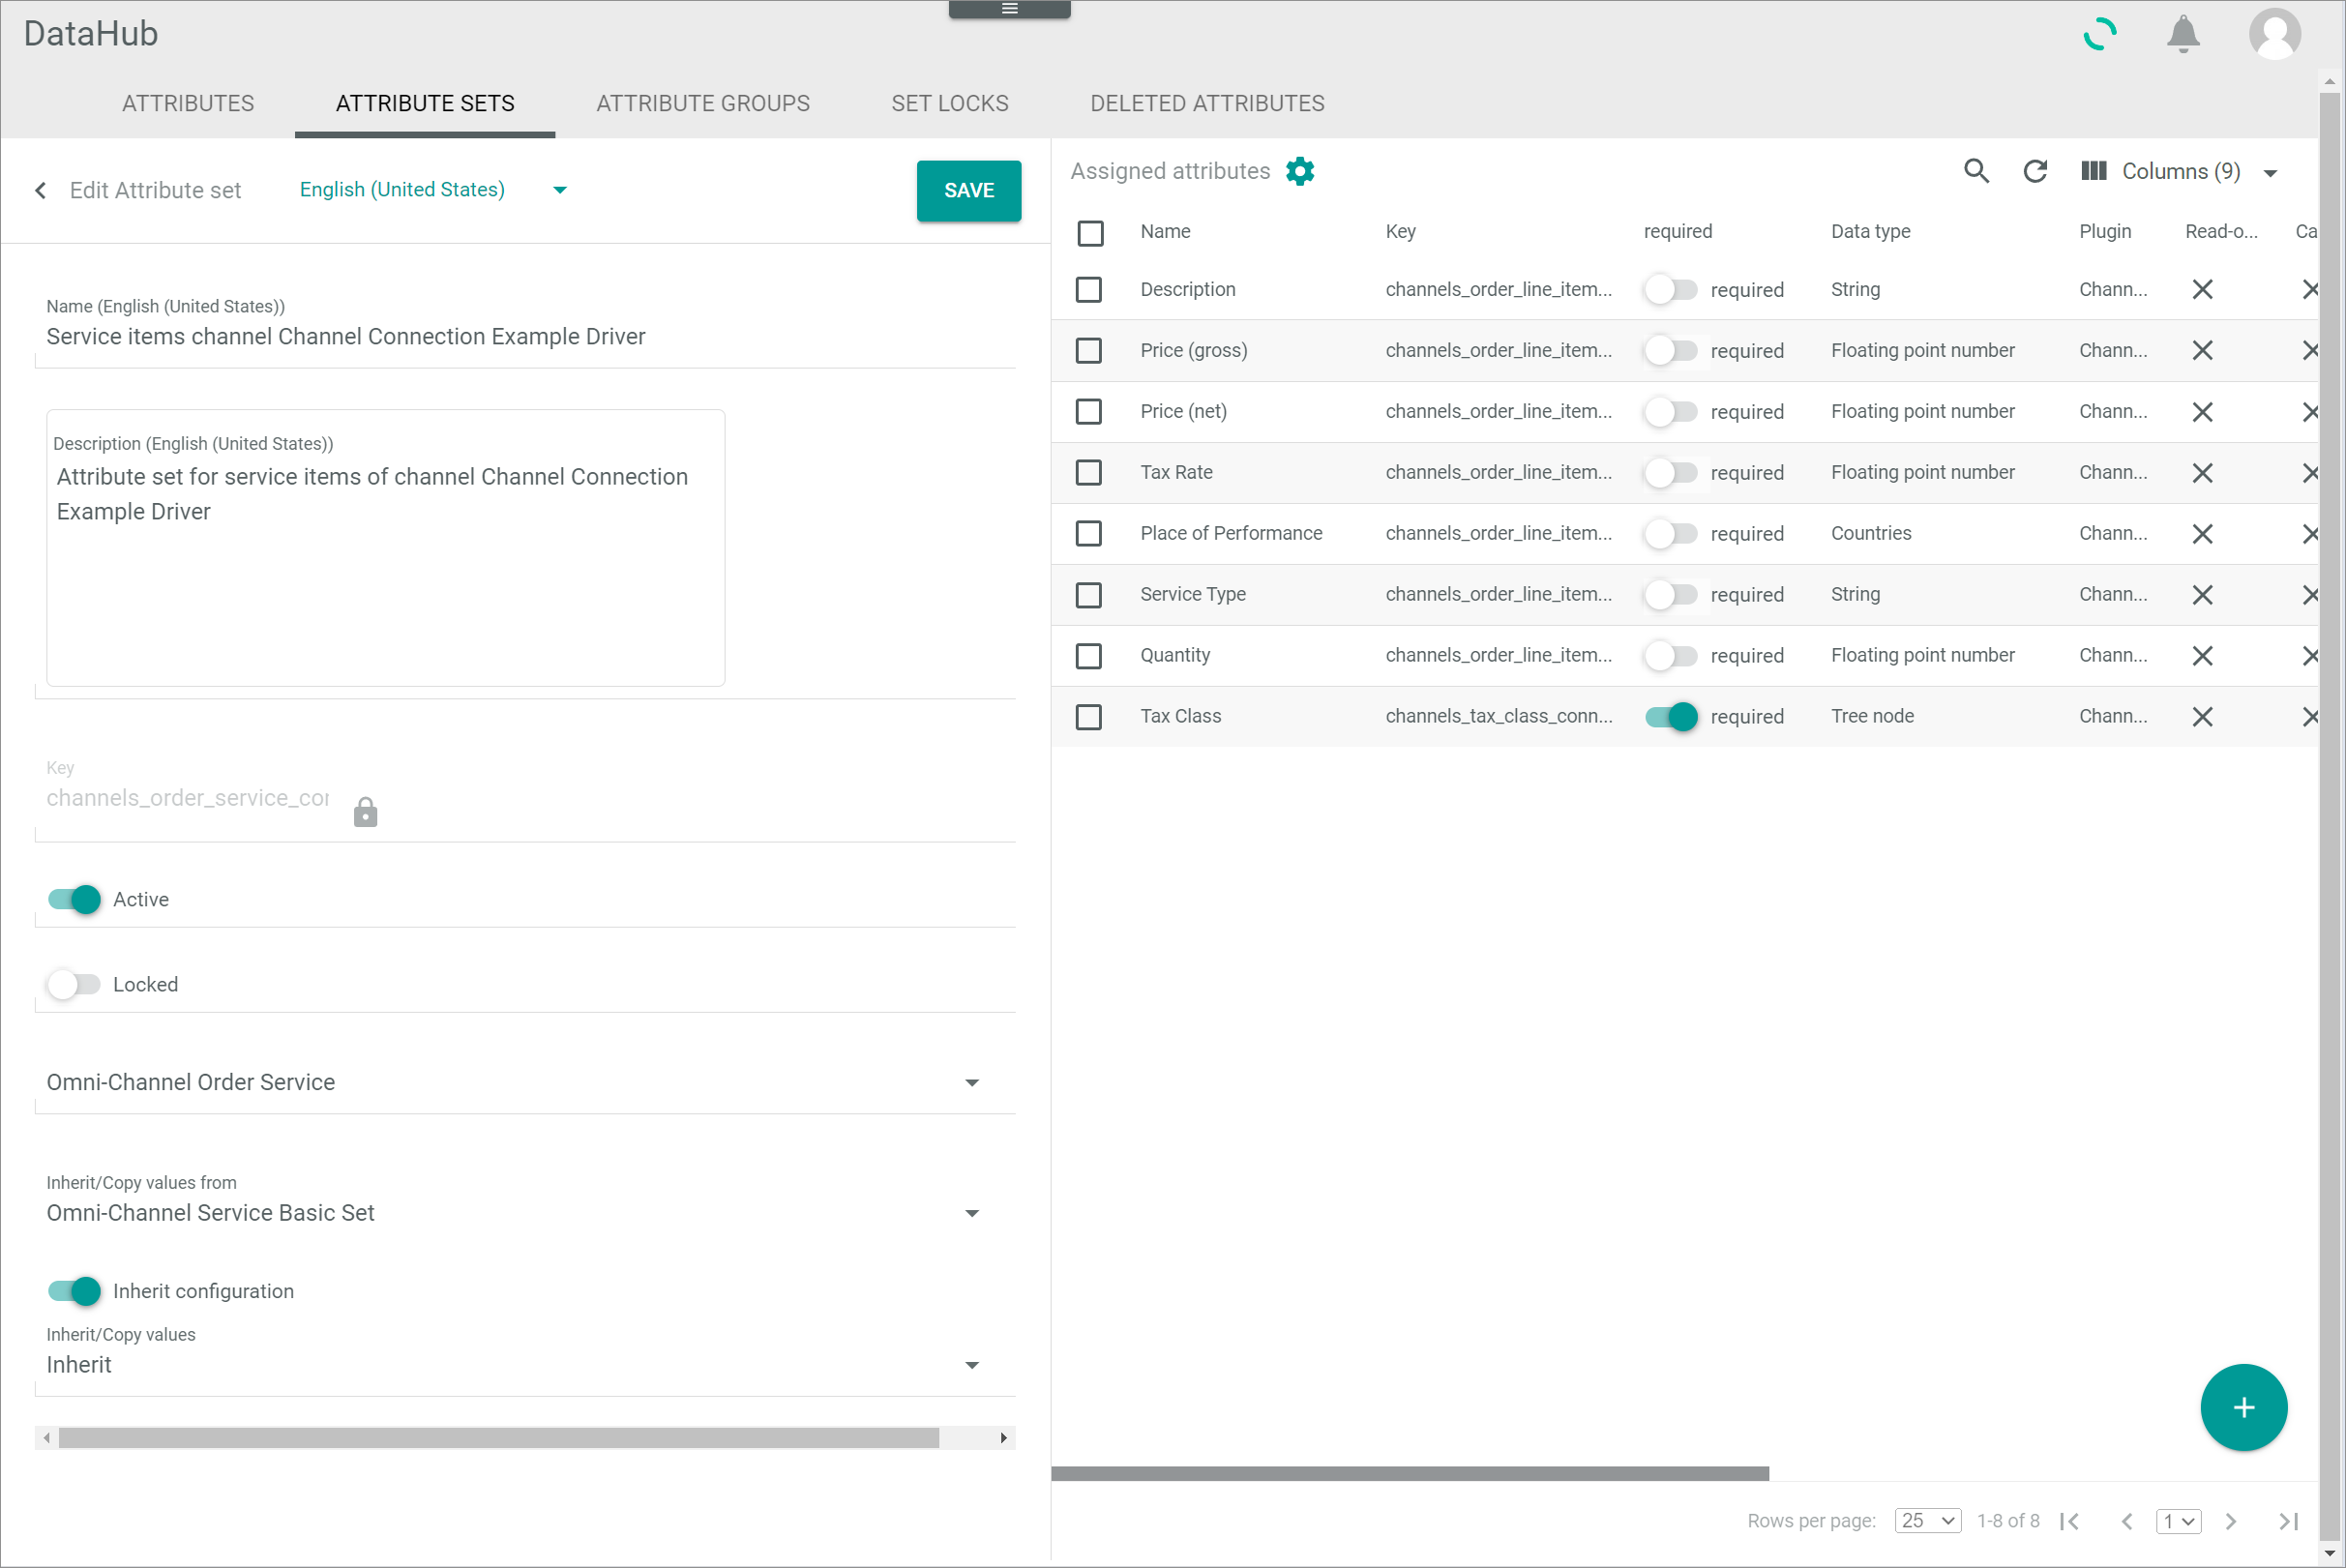 DataHub
ATTRIBUTES ATTRIBUTE SETS ATTRIBUTE GROUPS SET LOCKS DELETED ATTRIBUTES
Edit Attribute set English (United States) SAVE
Name (English (United States))
Service items channel Channel Connection Example Driver
Description (English (United States))
Attribute set for service items of channel Channel Connection
Example Driver
Key
channels_order_service_cor
Active
Locked
Omni-Channel Order Service
Inherit/Copy values from
Omni-Channel Service Basic Set
Inherit configuration
Inherit/Copy values
Inherit
Assigned attributes Columns (9)
Name Key required Data type Plugin Read-o... Ca
Description channels_order_line_item... required String Chann...
Price (gross) channels_order_line_item... required Floating point number Chann...
Price (net) channels_order_line_item... required Floating point number Chann...
Tax Rate channels_order_line_item... required Floating point number Chann...
Place of Performance channels_order_line_item... required Countries Chann...
Service Type channels_order_line_item... required String Chann...
Quantity channels_order_line_item... required Floating point number Chann...
Tax Class channels_tax_class_conn... required Tree node Chann...
Rows per page: 25 1-8 of 8 1